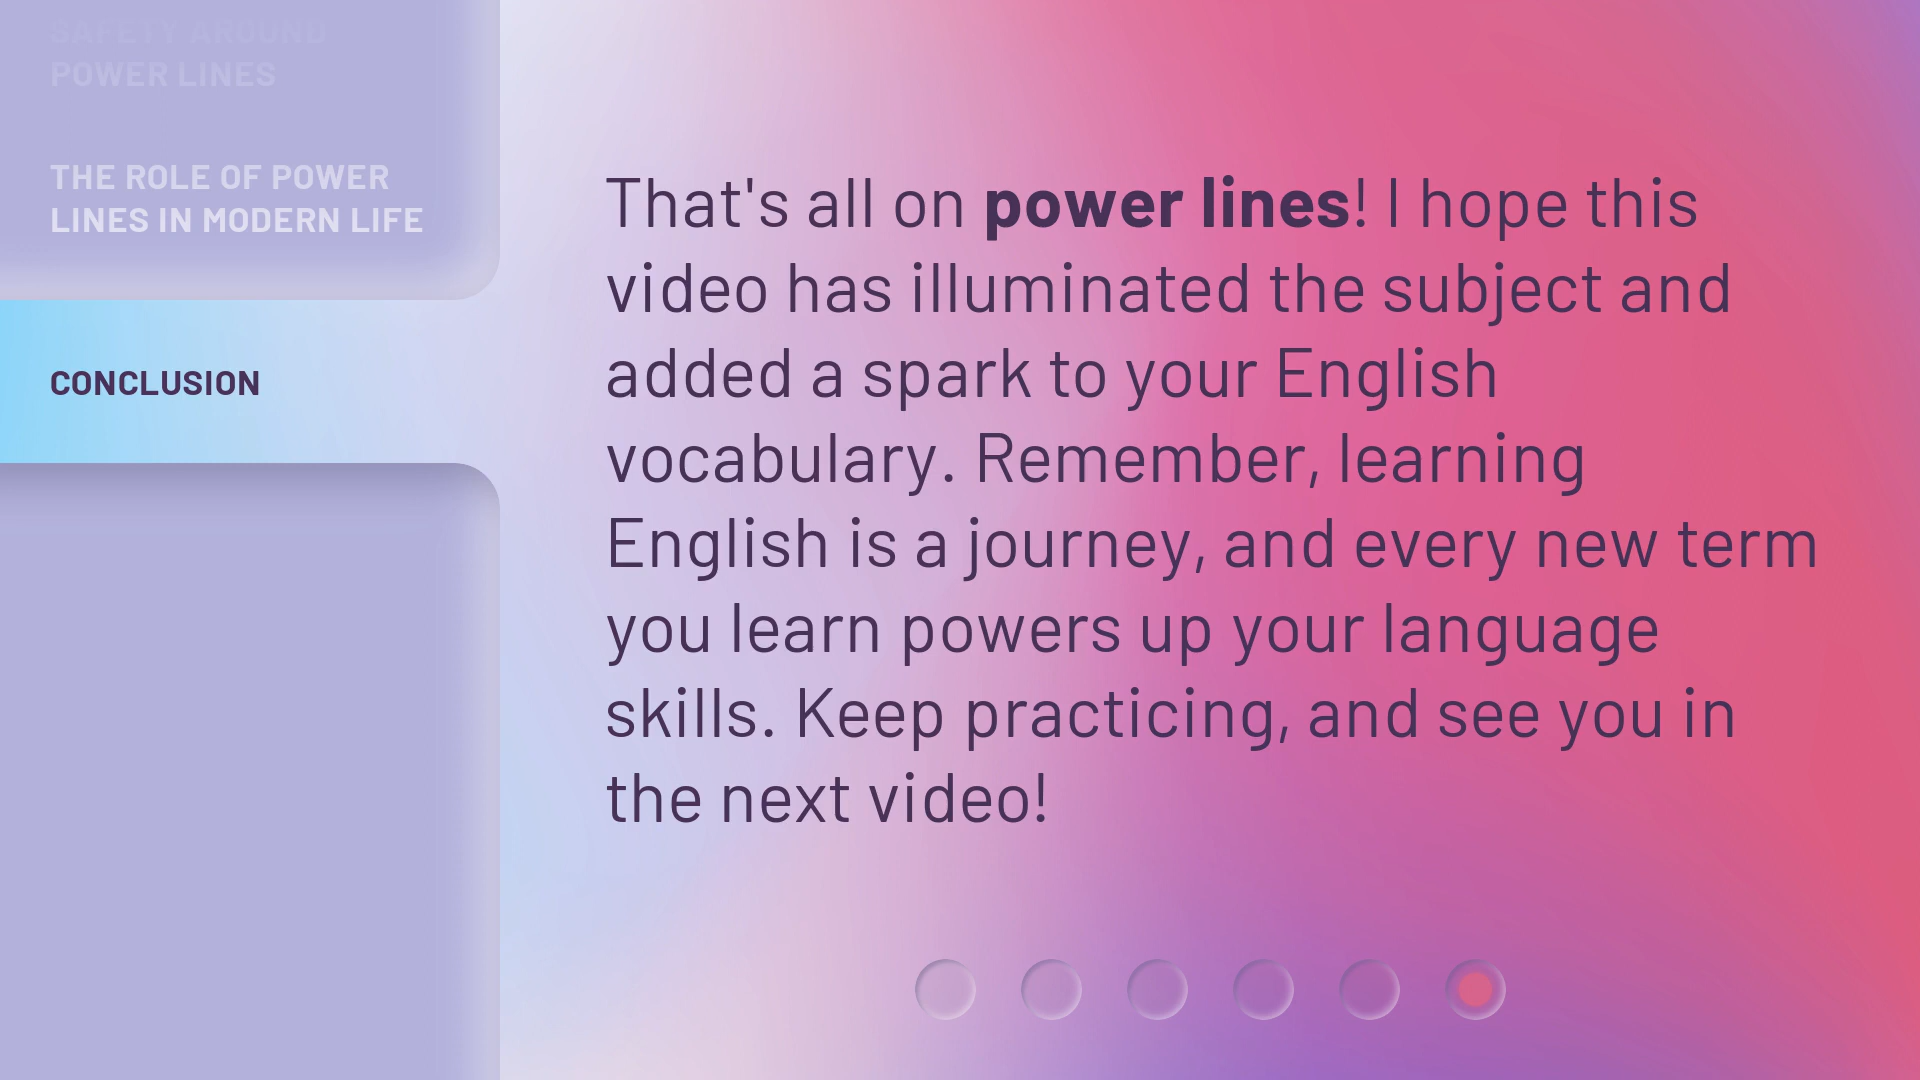 SAFETY AROUND
POWER LINES
THE ROLE OF POWER
LINES IN MODERN LIFE
CONCLUSION
That's all on power lines! I hope this
video has illuminated the subject and
added a spark to your English
vocabulary. Remember, learning
English is a journey, and every new term
you learn powers up your language
skills. Keep practicing, and see you in
the next video!